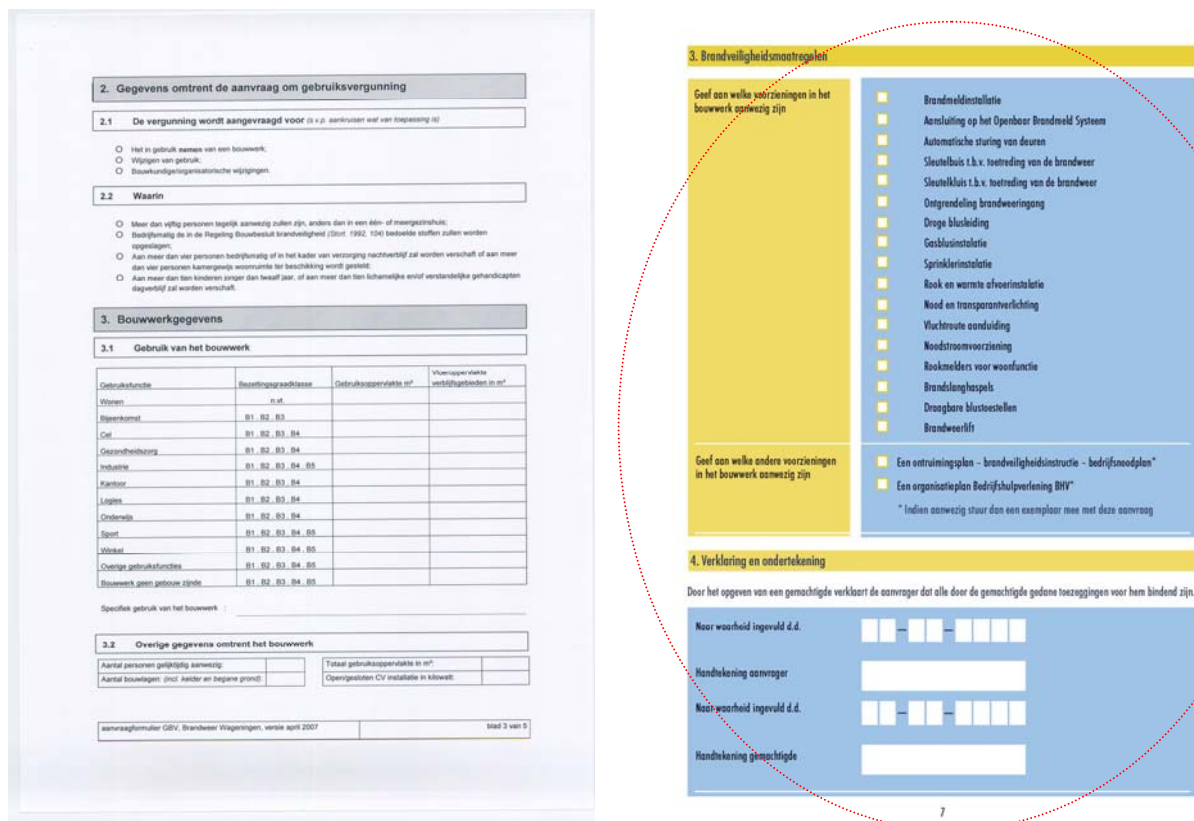 2. Gegevens omtrent de aanvraag om gebruiksvergunning
2.1 De vergunning wordt aangevraagd voor (s.v.p. aankruisen wat van toepassing is)
O Het in gebruik nemen van een bouwwerk;
O Wijzigen van gebruik;
O Bouwkundige/organisatorische wijzigingen.
2.2 Waarin
O Meer dan vijftig personen tegelijk aanwezig zullen zijn, anders dan in een één- of meergezinshuis;
O Bedrijfsmatig de in de Regeling Bouwbesluit brandveiligheid (Stcrt. 1992, 104) bedoelde stoffen zullen worden
opgeslagen;
O Aan meer dan vier personen bedrijfsmatig of in het kader van verzorging nachtverblijf zal worden verschaft of aan meer
dan vier personen kamergewijs woonruimte ter beschikking wordt gesteld;
O Aan meer dan tien kinderen jonger dan twaalf jaar, of aan meer dan tien lichamelijke en/of verstandelijke gehandicapten
dagverblijf zal worden verschaft.
3. Bouwwerkgegevens
3.1 Gebruik van het bouwwerk
Gebruiksfunctie Bezettingsgraadklasse Gebruiksoppervlakte m² Vloeroppervlakte
verblijfsgebieden in m²
Wonen n.vt.
Bijeenkomst B1 . B2 . B3
Cel B1 . B2 . B3 . B4
Gezondheidszorg B1 . B2 . B3 . B4
Industrie B1 . B2 . B3 . B4 . B5
Kantoor B1 . B2 . B3 . B4
Logies B1 . B2 . B3 . B4
Onderwijs B1 . B2 . B3 . B4
Sport B1 . B2 . B3 . B4 . B5
Winkel B1 . B2 . B3 . B4 . B5
Overige gebruiksfuncties B1 . B2 . B3 . B4 . B5
Bouwwerk geen gebouw zijnde B1 . B2 . B3 . B4 . B5
Specifiek gebruik van het bouwwerk :
3.2 Overige gegevens omtrent het bouwwerk
Aantal personen gelijktijdig aanwezig: Totaal gebruiksoppervlakte in m²:
Aantal bouwlagen: (incl. kelder en begane grond): Open/gesloten CV installatie in kilowatt:
aanvraagformulier GBV, Brandweer Wageningen, versie april 2007 blad 3 van 5
3. Brandveiligheidsmaatregelen
Geef aan welke voorzieningen in het
bouwwerk aanwezig zijn
Brandmeldinstallatie
Aansluiting op het Openbaar Brandmeld Systeem
Automatische sturing van deuren
Sleutelbuis t.b.v. toetreding van de brandweer
Sleutelkluis t.b.v. toetreding van de brandweer
Ontgrendeling brandweeringang
Droge blusleiding
Gasblusinstalatie
Sprinklerinstalatie
Rook en warmte afvoerinstalatie
Nood en transparantverlichting
Vluchtroute aanduiding
Noodstroomvoorziening
Rookmelders voor woonfunctie
Brandslanghaspels
Draagbare blustoestellen
Brandweerlift
Geef aan welke andere voorzieningen
in het bouwwerk aanwezig zijn
Een ontruimingsplan – brandveiligheidsinstructie – bedrijfsnoodplan*
Een organisatieplan Bedrijfshulpverlening BHV*
* Indien aanwezig stuur dan een exemplaar mee met deze aanvraag
4. Verklaring en ondertekening
Door het opgeven van een gemachtigde verklaart de aanvrager dat alle door de gemachtigde gedane toezeggingen voor hem bindend zijn.
Naar waarheid ingevuld d.d.
Handtekening aanvrager
Naar waarheid ingevuld d.d.
Handtekening gemachtigde
7